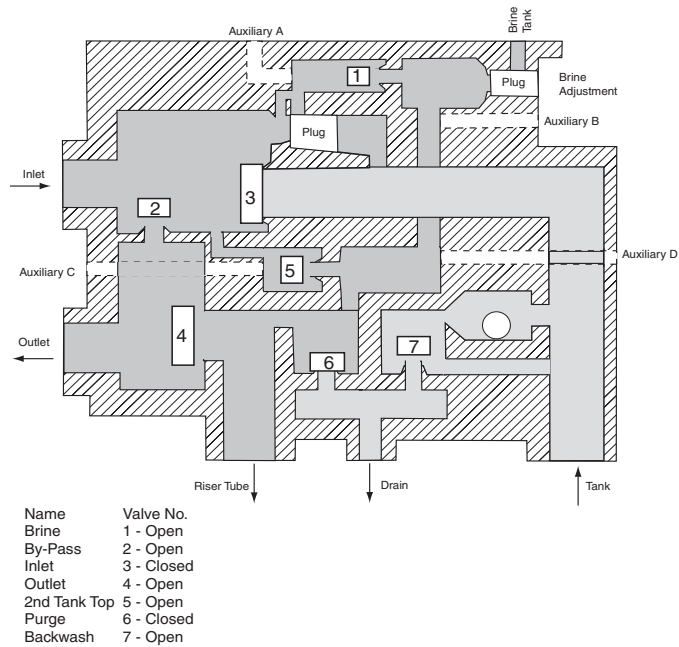 Auxiliary A
Brine
Tank
1
Plug
Brine
Adjustment
Auxiliary B
Plug
Inlet
3
2
Auxiliary C
5
Auxiliary D
Outlet
4
6
7
Riser Tube
Drain
Tank
Name Valve No.
Brine 1 - Open
By-Pass 2 - Open
Inlet 3 - Closed
Outlet 4 - Open
2nd Tank Top 5 - Open
Purge 6 - Closed
Backwash 7 - Open